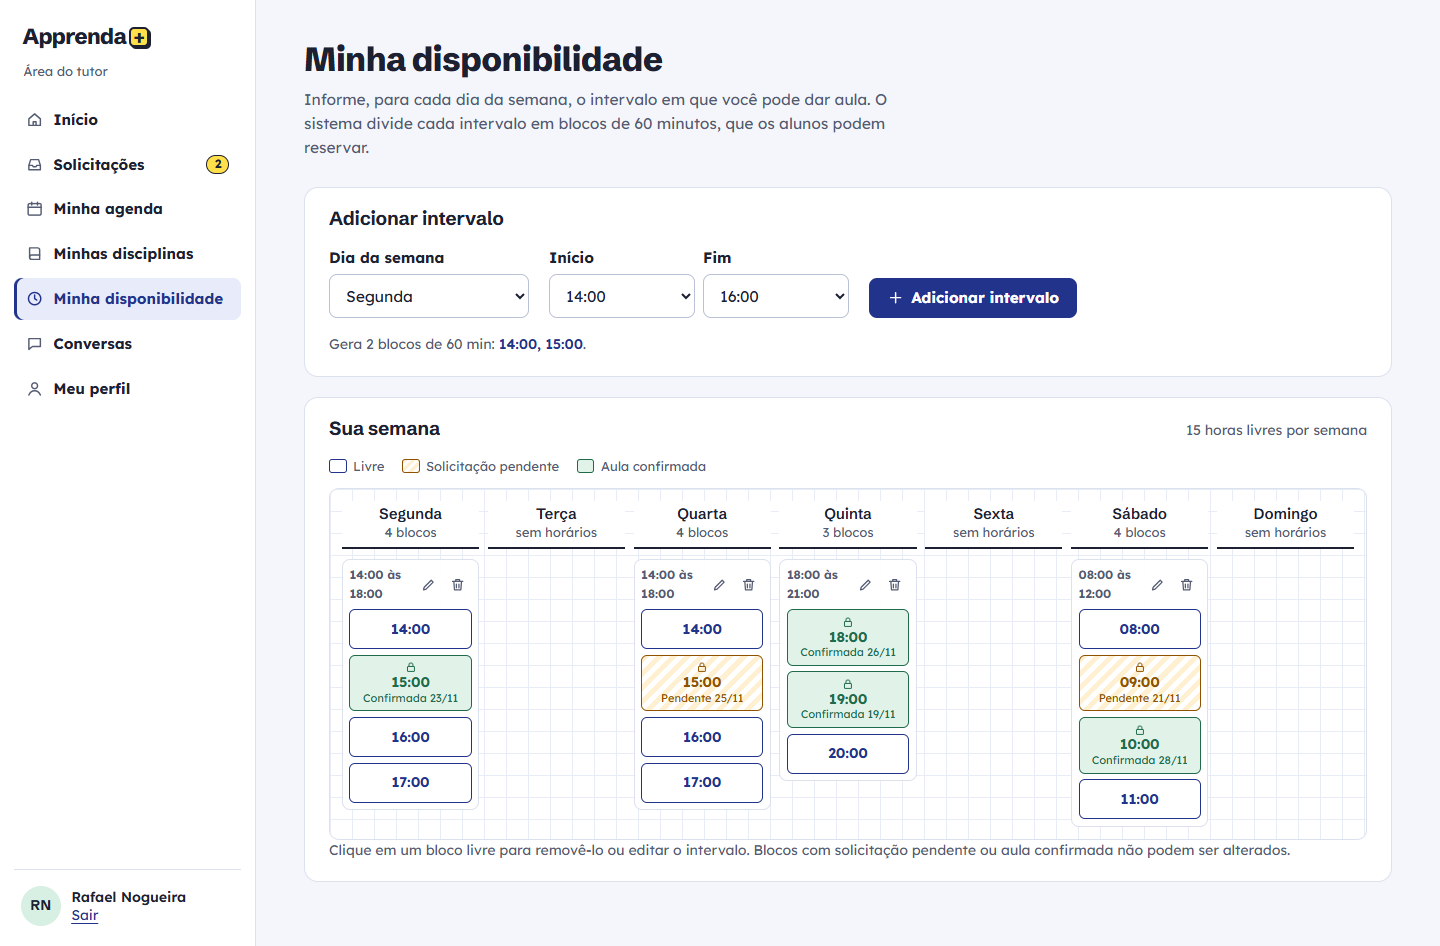 Apprenda+
Área do tutor
Início
Solicitações 2
Minha agenda
Minhas disciplinas
Minha disponibilidade
Conversas
Meu perfil
RN
Rafael Nogueira
Sair
Minha disponibilidade
Informe, para cada dia da semana, o intervalo em que você pode dar aula. O
sistema divide cada intervalo em blocos de 60 minutos, que os alunos podem
reservar.
Adicionar intervalo
Dia da semana Início Fim
Segunda 14:00 16:00 + Adicionar intervalo
Gera 2 blocos de 60 min: 14:00, 15:00.
Sua semana
15 horas livres por semana
Livre Solicitação pendente Aula confirmada
Segunda
4 blocos
14:00 às
18:00
14:00
15:00
Confirmada 23/11
16:00
17:00
Terça
sem horários
Quarta
4 blocos
14:00 às
18:00
14:00
15:00
Pendente 25/11
16:00
17:00
Quinta
3 blocos
18:00 às
21:00
18:00
Confirmada 26/11
19:00
Confirmada 19/11
20:00
Sexta
sem horários
Sábado
4 blocos
08:00 às
12:00
08:00
09:00
Pendente 21/11
10:00
Confirmada 28/11
11:00
Domingo
sem horários
Clique em um bloco livre para removê-lo ou editar o intervalo. Blocos com solicitação pendente ou aula confirmada não podem ser alterados.